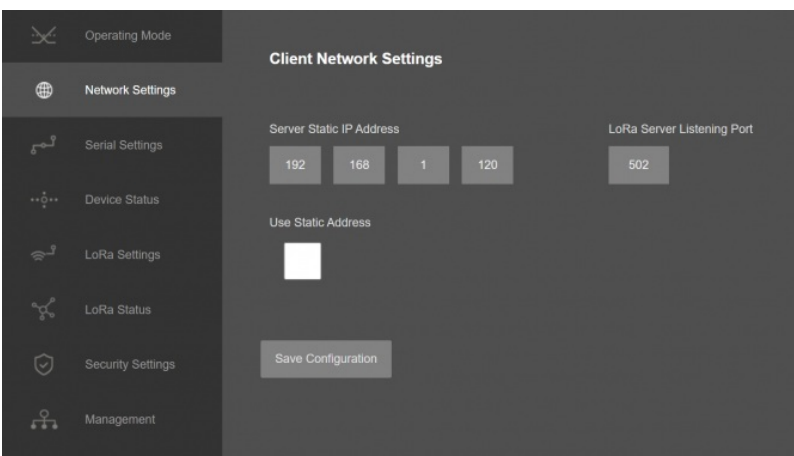 Operating Mode
Network Settings
Serial Settings
Device Status
LoRa Settings
LoRa Status
Security Settings
Management
Client Network Settings
Server Static IP Address
LoRa Server Listening Port
192 168 1 120
502
Use Static Address
Save Configuration